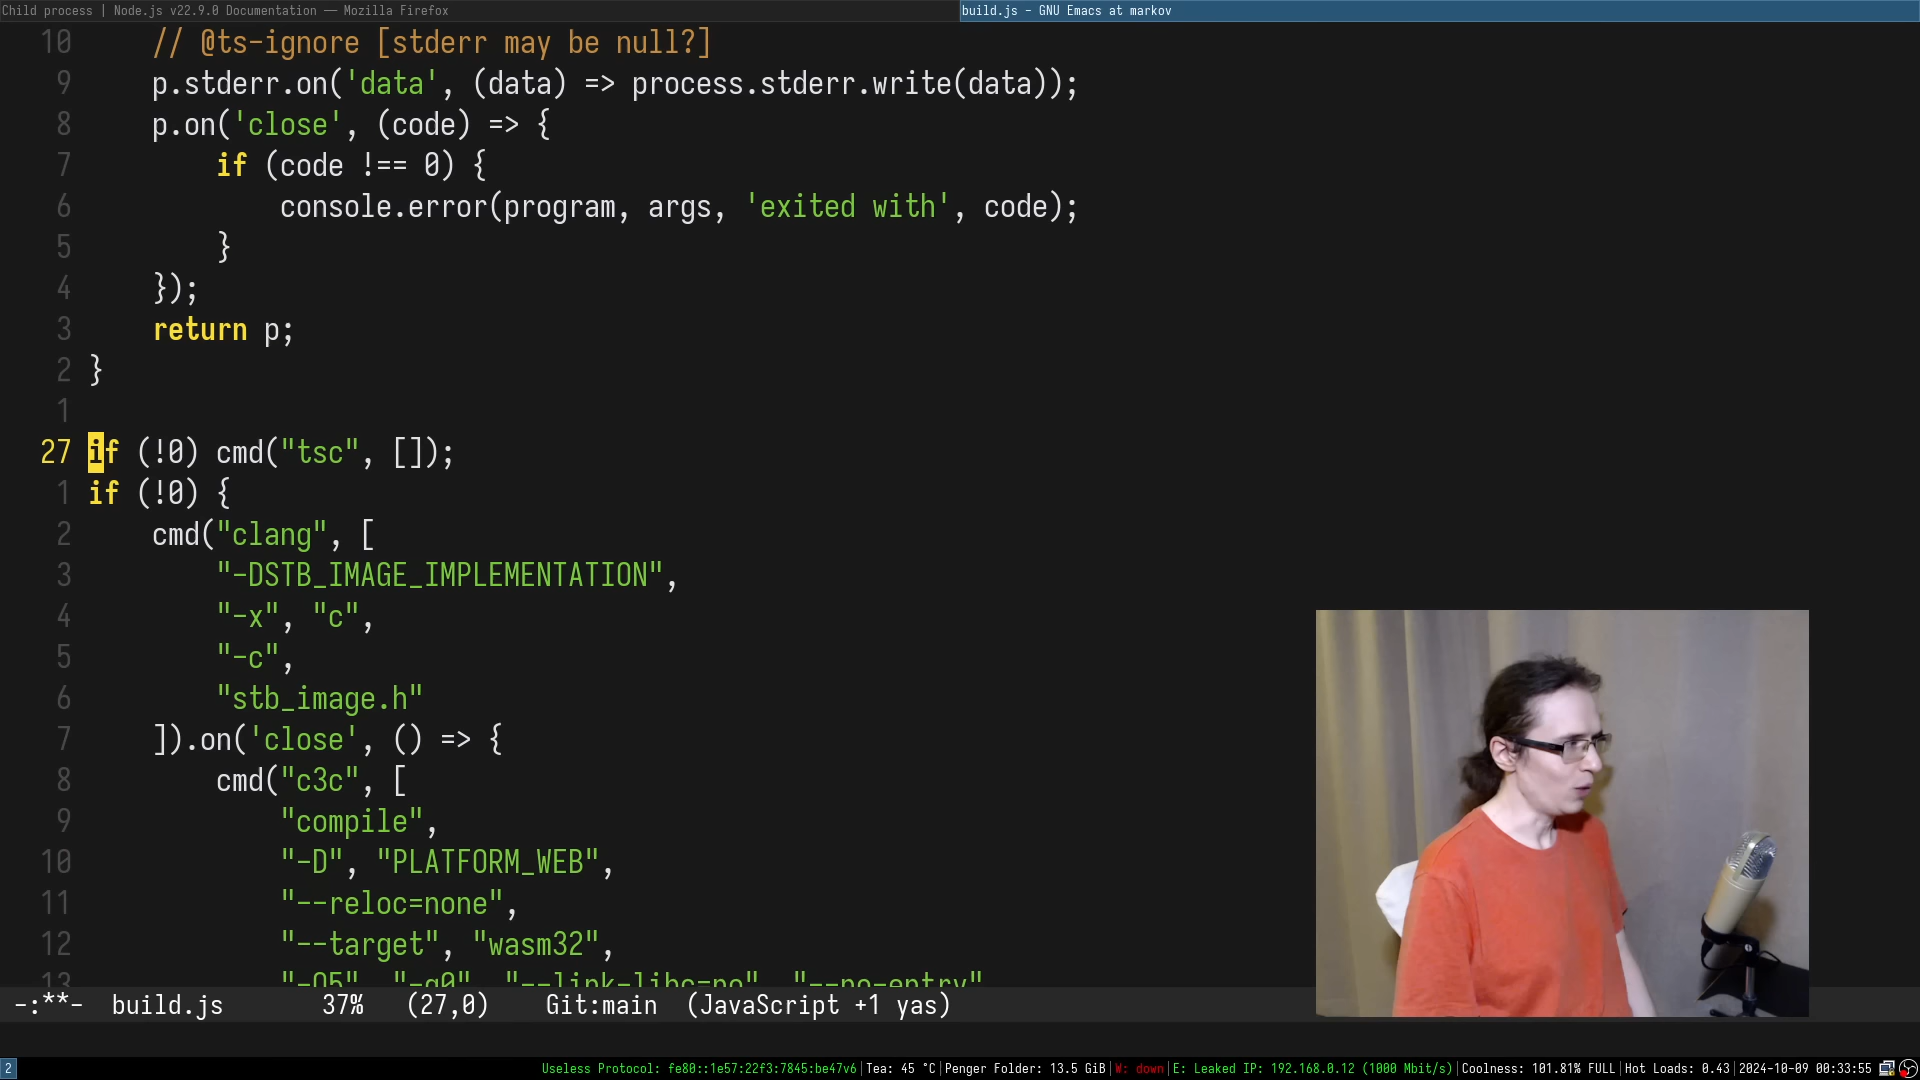 Child process | Node.js v22.9.0 Documentation — Mozilla Firefox
build.js - GNU Emacs at markov
10 // @ts-ignore [stderr may be null?]
9 p.stderr.on('data', (data) => process.stderr.write(data));
8 p.on('close', (code) => {
7 if (code !== 0) {
6 console.error(program, args, 'exited with', code);
5 }
4 });
3 return p;
2 }
1
27 if (!0) cmd("tsc", []);
1 if (!0) {
2 cmd("clang", [
3 "-DSTB_IMAGE_IMPLEMENTATION",
4 "-x", "c",
5 "-c",
6 "stb_image.h"
7 ]).on('close', () => {
8 cmd("c3c", [
9 "compile",
10 "-D", "PLATFORM_WEB",
11 "--reloc=none",
12 "--target", "wasm32",
13 "-O5", "-g0", "--link-libc=no", "--no-entry"
-:**- build.js 37% (27,0) Git:main (JavaScript +1 yas)
2
Useless Protocol: fe80::1e57:22f3:7845:be47v6|Tea: 45 °C|Penger Folder: 13.5 GiB|W: down|E: Leaked IP: 192.168.0.12 (1000 Mbit/s)|Coolness: 101.81% FULL|Hot Loads: 0.43|2024-10-09 00:33:55